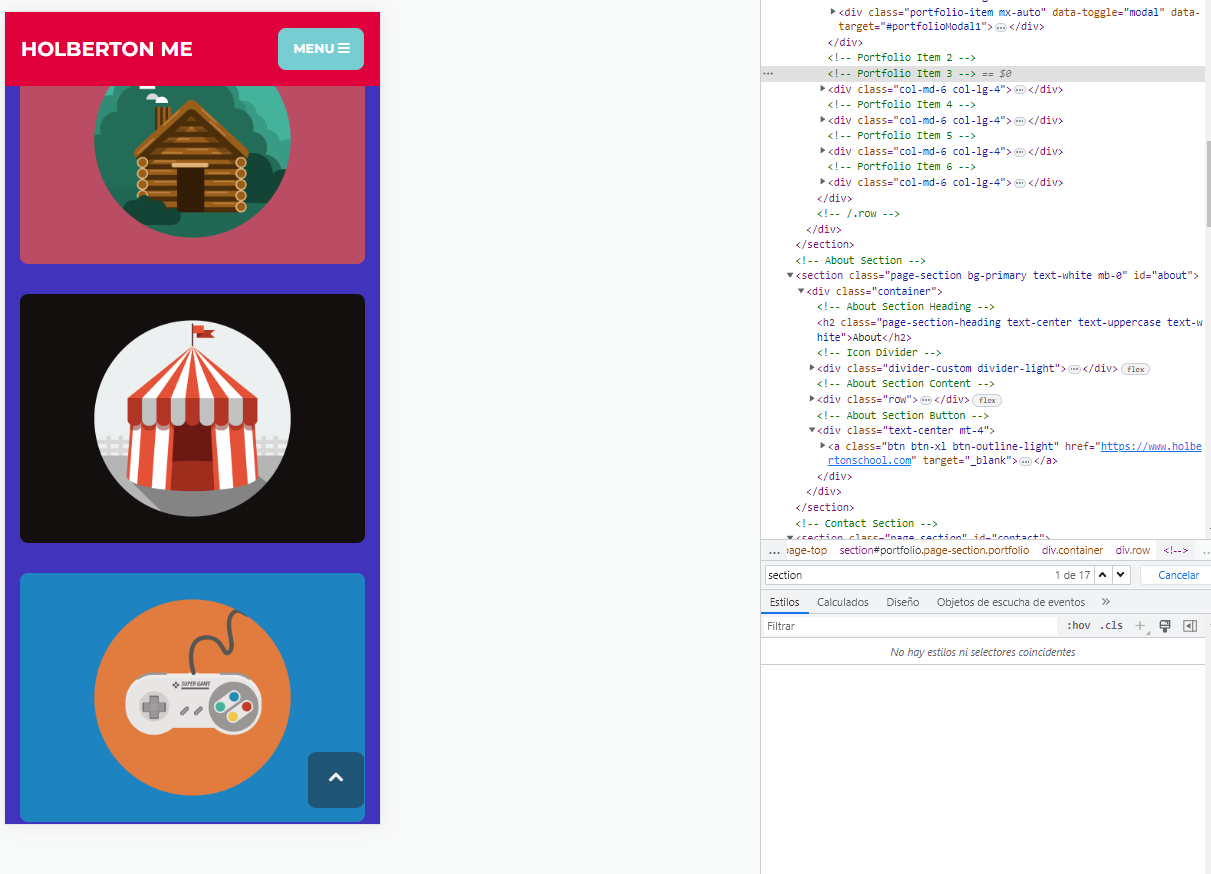 HOLBERTON ME
MENU
SUPER GAME
<div class="portfolio-item mx-auto" data-toggle="modal" data-
target="#portfolioModal1"> … </div>
</div>
<!-- Portfolio Item 2 -->
… <!-- Portfolio Item 3 --> == $0
<div class="col-md-6 col-lg-4"> … </div>
<!-- Portfolio Item 4 -->
<div class="col-md-6 col-lg-4"> … </div>
<!-- Portfolio Item 5 -->
<div class="col-md-6 col-lg-4"> … </div>
<!-- Portfolio Item 6 -->
<div class="col-md-6 col-lg-4"> … </div>
</div>
<!-- /.row -->
</div>
</section>
<!-- About Section -->
<section class="page-section bg-primary text-white mb-0" id="about">
<div class="container">
<!-- About Section Heading -->
<h2 class="page-section-heading text-center text-uppercase text-w
hite">About</h2>
<!-- Icon Divider -->
<div class="divider-custom divider-light"> … </div> flex
<!-- About Section Content -->
<div class="row"> … </div> flex
<!-- About Section Button -->
<div class="text-center mt-4">
<a class="btn btn-xl btn-outline-light" href="https://www.holbe
rtonschool.com" target="_blank"> … </a>
</div>
</div>
</section>
<!-- Contact Section -->
<section class="page-section" id="contact">
… page-top section#portfolio.page-section.portfolio div.container div.row <!--> …
section 1 de 17 Cancelar
Estilos Calculados Diseño Objetos de escucha de eventos »
Filtrar :hov .cls +
No hay estilos ni selectores coincidentes